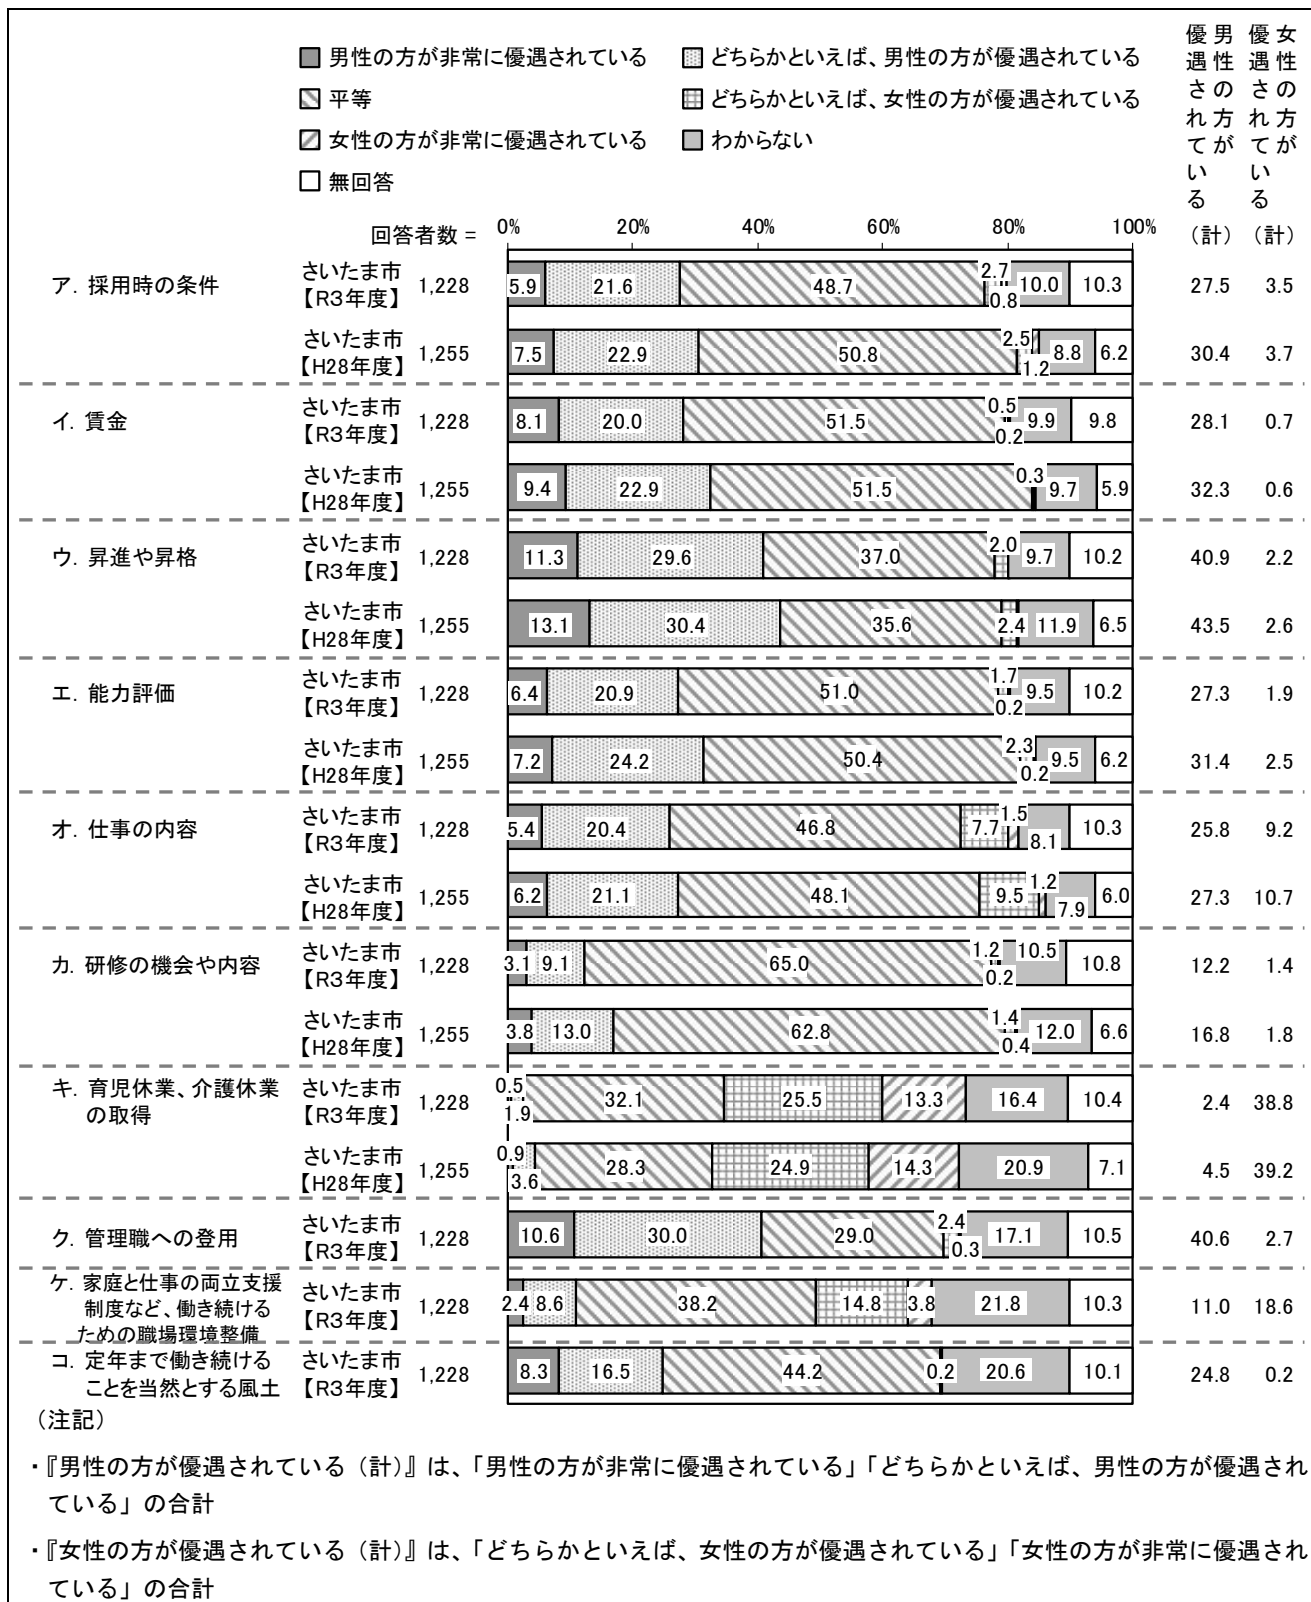 男性の方が非常に優遇されている どちらかといえば、男性の方が優遇されている
平等 どちらかといえば、女性の方が優遇されている
女性の方が非常に優遇されている わからない
無回答
男性の方が優遇されている（計）
女性の方が優遇されている（計）
回答者数 = 0% 20% 40% 60% 80% 100%
ア．採用時の条件
さいたま市【R3年度】 1,228 5.9 21.6 48.7 2.7 0.8 10.0 10.3 27.5 3.5
さいたま市【H28年度】 1,255 7.5 22.9 50.8 2.5 1.2 8.8 6.2 30.4 3.7
イ．賃金
さいたま市【R3年度】 1,228 8.1 20.0 51.5 0.5 0.2 9.9 9.8 28.1 0.7
さいたま市【H28年度】 1,255 9.4 22.9 51.5 0.3 9.7 5.9 32.3 0.6
ウ．昇進や昇格
さいたま市【R3年度】 1,228 11.3 29.6 37.0 2.0 9.7 10.2 40.9 2.2
さいたま市【H28年度】 1,255 13.1 30.4 35.6 2.4 11.9 6.5 43.5 2.6
エ．能力評価
さいたま市【R3年度】 1,228 6.4 20.9 51.0 1.7 0.2 9.5 10.2 27.3 1.9
さいたま市【H28年度】 1,255 7.2 24.2 50.4 2.3 0.2 9.5 6.2 31.4 2.5
オ．仕事の内容
さいたま市【R3年度】 1,228 5.4 20.4 46.8 7.7 1.5 8.1 10.3 25.8 9.2
さいたま市【H28年度】 1,255 6.2 21.1 48.1 9.5 1.2 7.9 6.0 27.3 10.7
カ．研修の機会や内容
さいたま市【R3年度】 1,228 3.1 9.1 65.0 1.2 0.2 10.5 10.8 12.2 1.4
さいたま市【H28年度】 1,255 3.8 13.0 62.8 1.4 0.4 12.0 6.6 16.8 1.8
キ．育児休業、介護休業
の取得
さいたま市【R3年度】 1,228 0.5 1.9 32.1 25.5 13.3 16.4 10.4 2.4 38.8
さいたま市【H28年度】 1,255 0.9 3.6 28.3 24.9 14.3 20.9 7.1 4.5 39.2
ク．管理職への登用
さいたま市【R3年度】 1,228 10.6 30.0 29.0 2.4 0.3 17.1 10.5 40.6 2.7
ケ．家庭と仕事の両立支援
制度など、働き続ける
ための職場環境整備
さいたま市【R3年度】 1,228 2.4 8.6 38.2 14.8 3.8 21.8 10.3 11.0 18.6
コ．定年まで働き続ける
ことを当然とする風土
さいたま市【R3年度】 1,228 8.3 16.5 44.2 0.2 20.6 10.1 24.8 0.2
（注記）
・『男性の方が優遇されている（計）』は、「男性の方が非常に優遇されている」「どちらかといえば、男性の方が優遇され
ている」の合計
・『女性の方が優遇されている（計）』は、「どちらかといえば、女性の方が優遇されている」「女性の方が非常に優遇され
ている」の合計